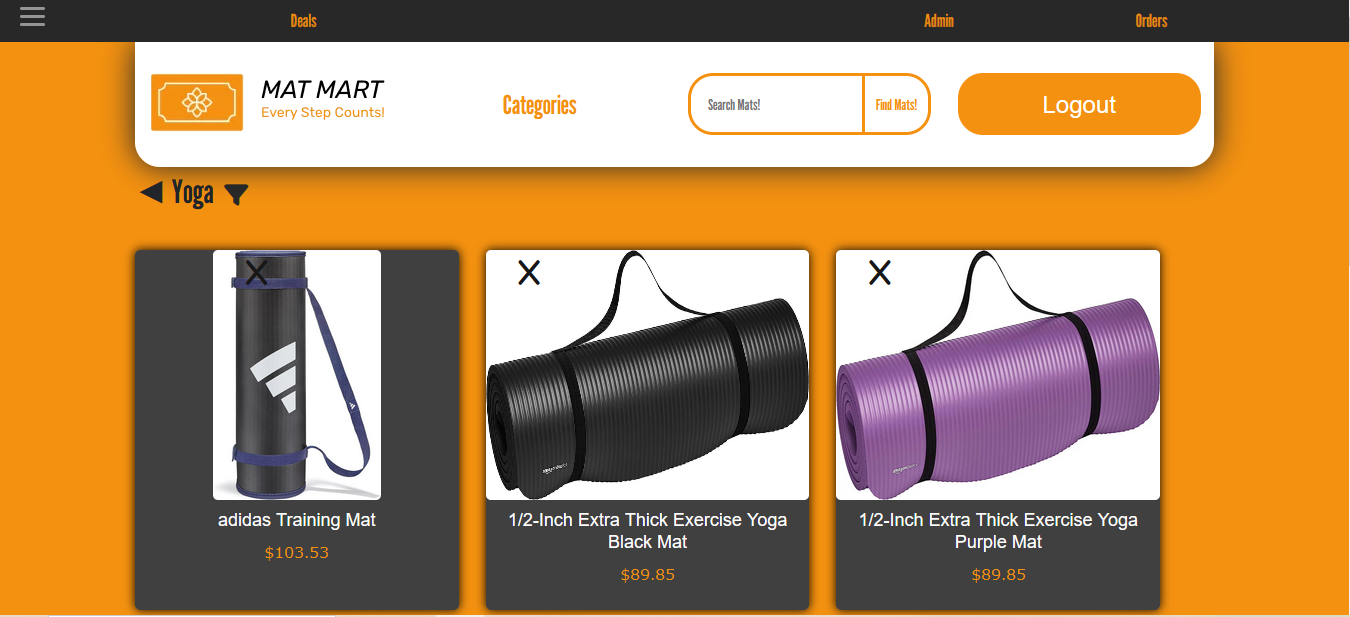 Deals
Admin
Orders
MAT MART
Every Step Counts!
Categories
Search Mats!
Find Mats!
Logout
Yoga
adidas Training Mat
$103.53
1/2-Inch Extra Thick Exercise Yoga
Black Mat
$89.85
1/2-Inch Extra Thick Exercise Yoga
Purple Mat
$89.85